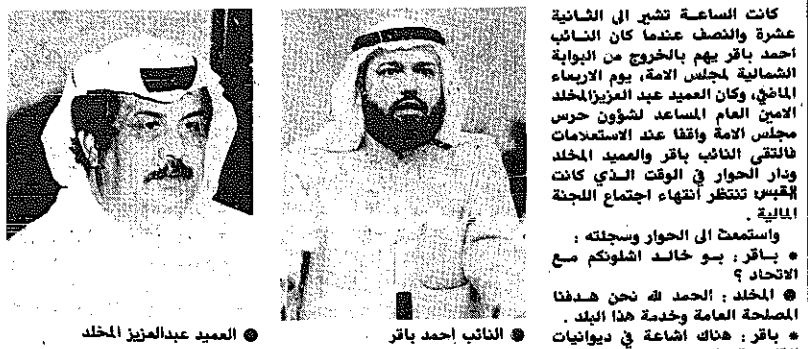 كانت الساعة تشير الى الثانية
عشرة والنصف عندما كان النائب
احمد باقر يهم بالخروج من البوابة
الشمالية لمجلس الامة، يوم الاربعاء
الماضي، وكان العميد عبد العزيز المخلد
الامين العام المساعد لشؤون حرس
مجلس الامة واقفا عند الاستعلامات
فالتقى النائب باقر والعميد المخلد
ودار الحوار في الوقت الذي كانت
القبس تنتظر انتهاء اجتماع اللجنة
المالية .
واستمعت الى الحوار وسجلته :
* باقر : بو خالد اشلونكم مع
الاتحاد ؟
● المخلد : الحمد لله نحن هدفنا
المصلحة العامة وخدمة هذا البلد .
* باقر : هناك اشاعة في ديوانيات
● النائب احمد باقر
● العميد عبدالعزيز المخلد